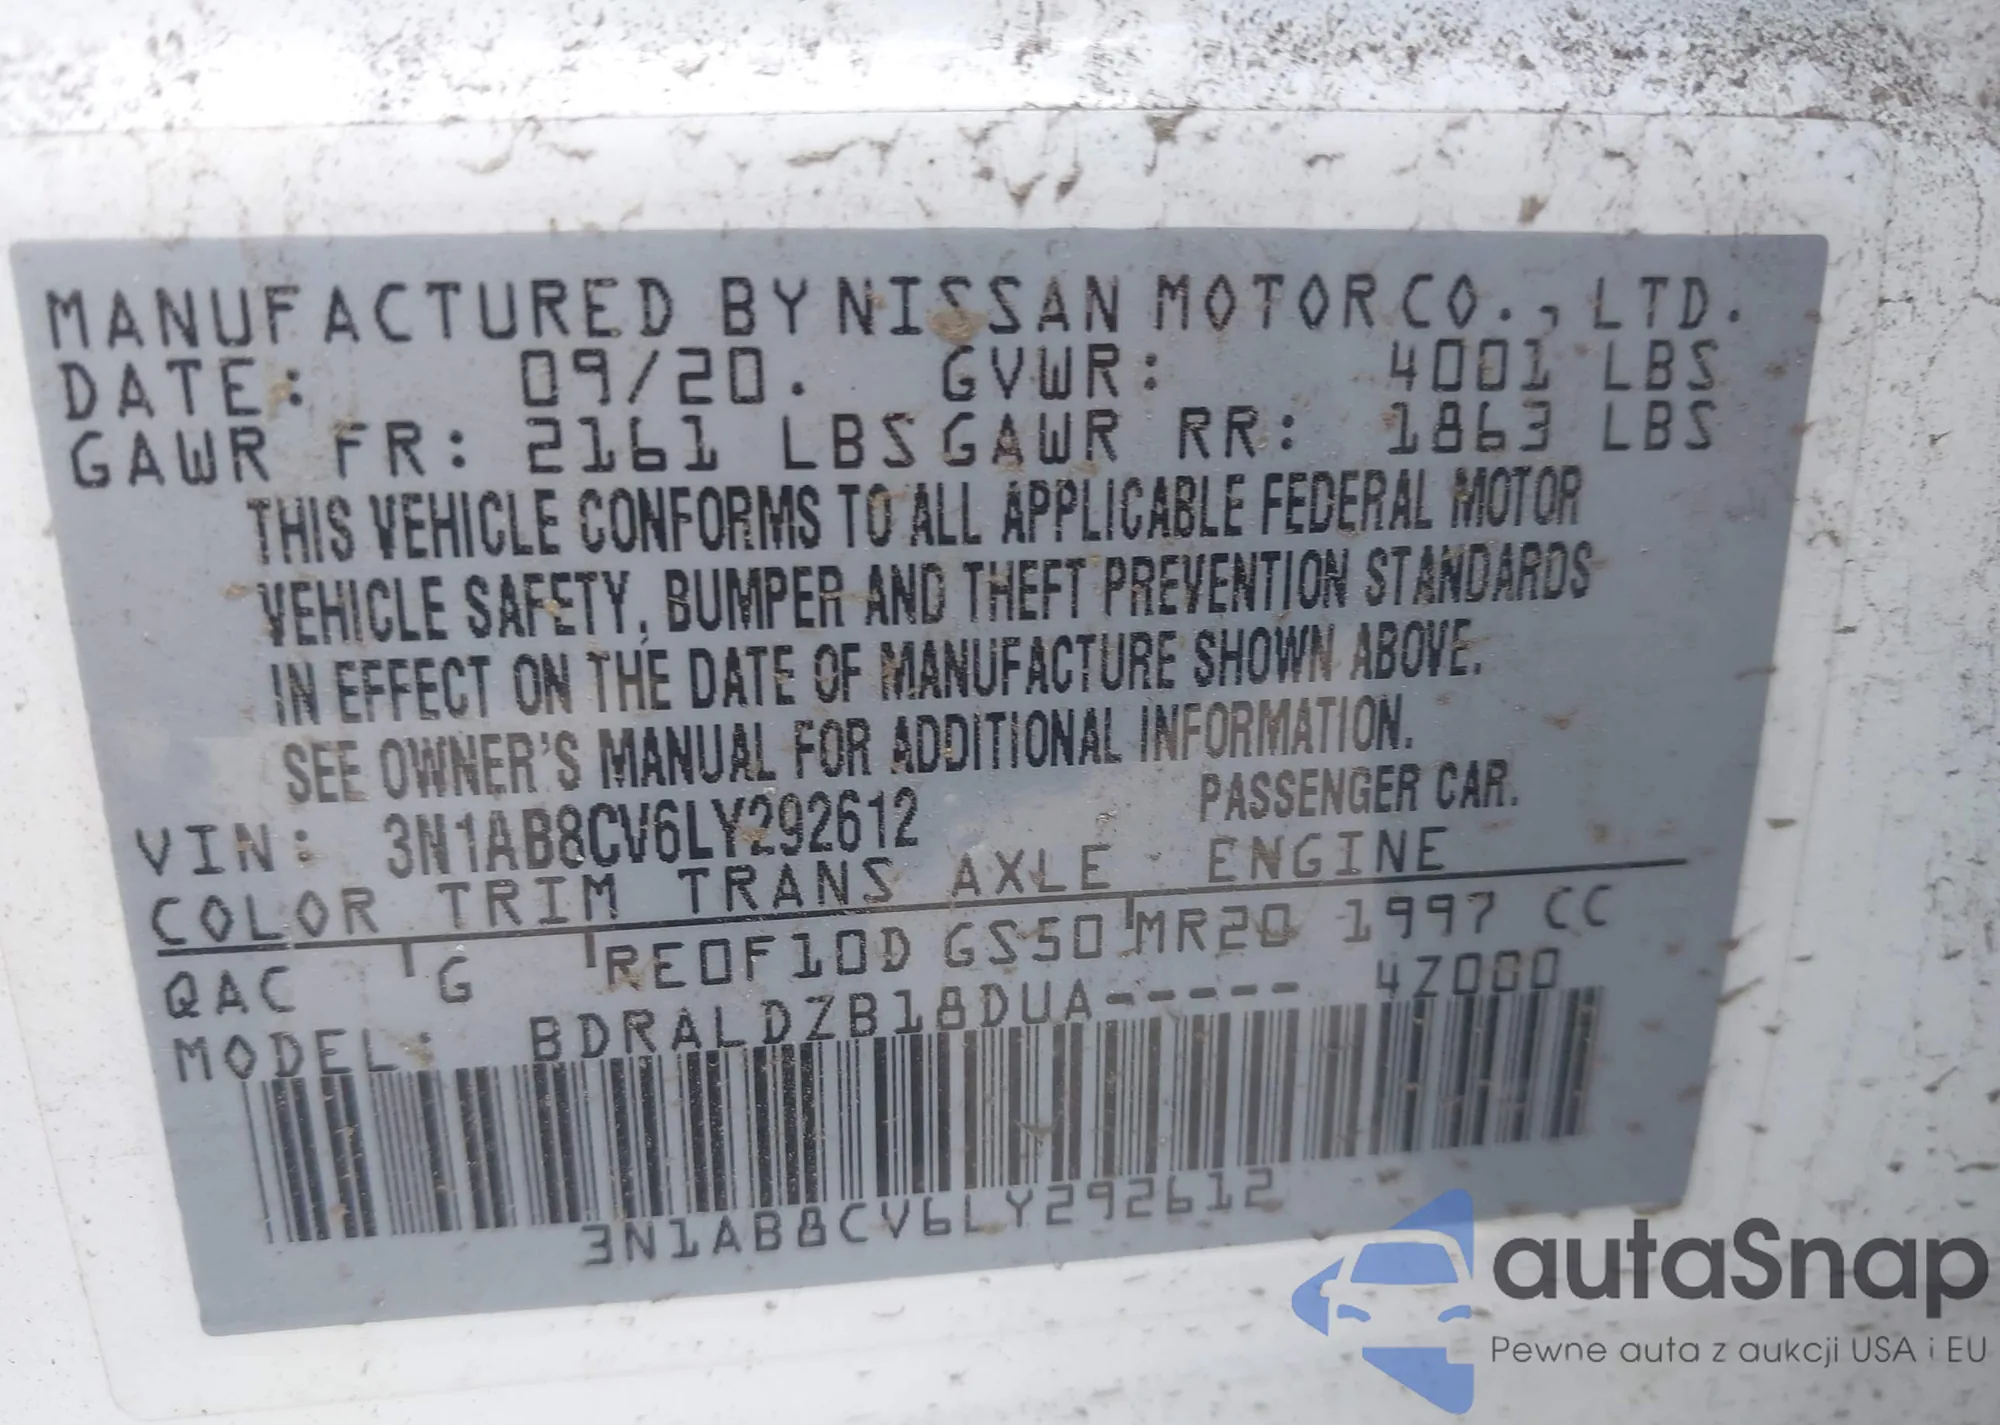 MANUFACTURED BY NISSAN MOTOR CO., LTD.
DATE: 09/20. GVWR: 4001 LBS
GAWR FR: 2161 LBS GAWR RR: 1863 LBS
THIS VEHICLE CONFORMS TO ALL APPLICABLE FEDERAL MOTOR
VEHICLE SAFETY, BUMPER AND THEFT PREVENTION STANDARDS
IN EFFECT ON THE DATE OF MANUFACTURE SHOWN ABOVE.
SEE OWNER'S MANUAL FOR ADDITIONAL INFORMATION.
VIN: 3N1AB8CV6LY292612 PASSENGER CAR.
COLOR TRIM TRANS AXLE ENGINE
QAC G RE0F10D GS50 MR20 1997 CC
MODEL: BDRALDZB18DUA----- 4Z000
3N1AB8CV6LY292612
autaSnap
Pewne auta z aukcji USA i EU